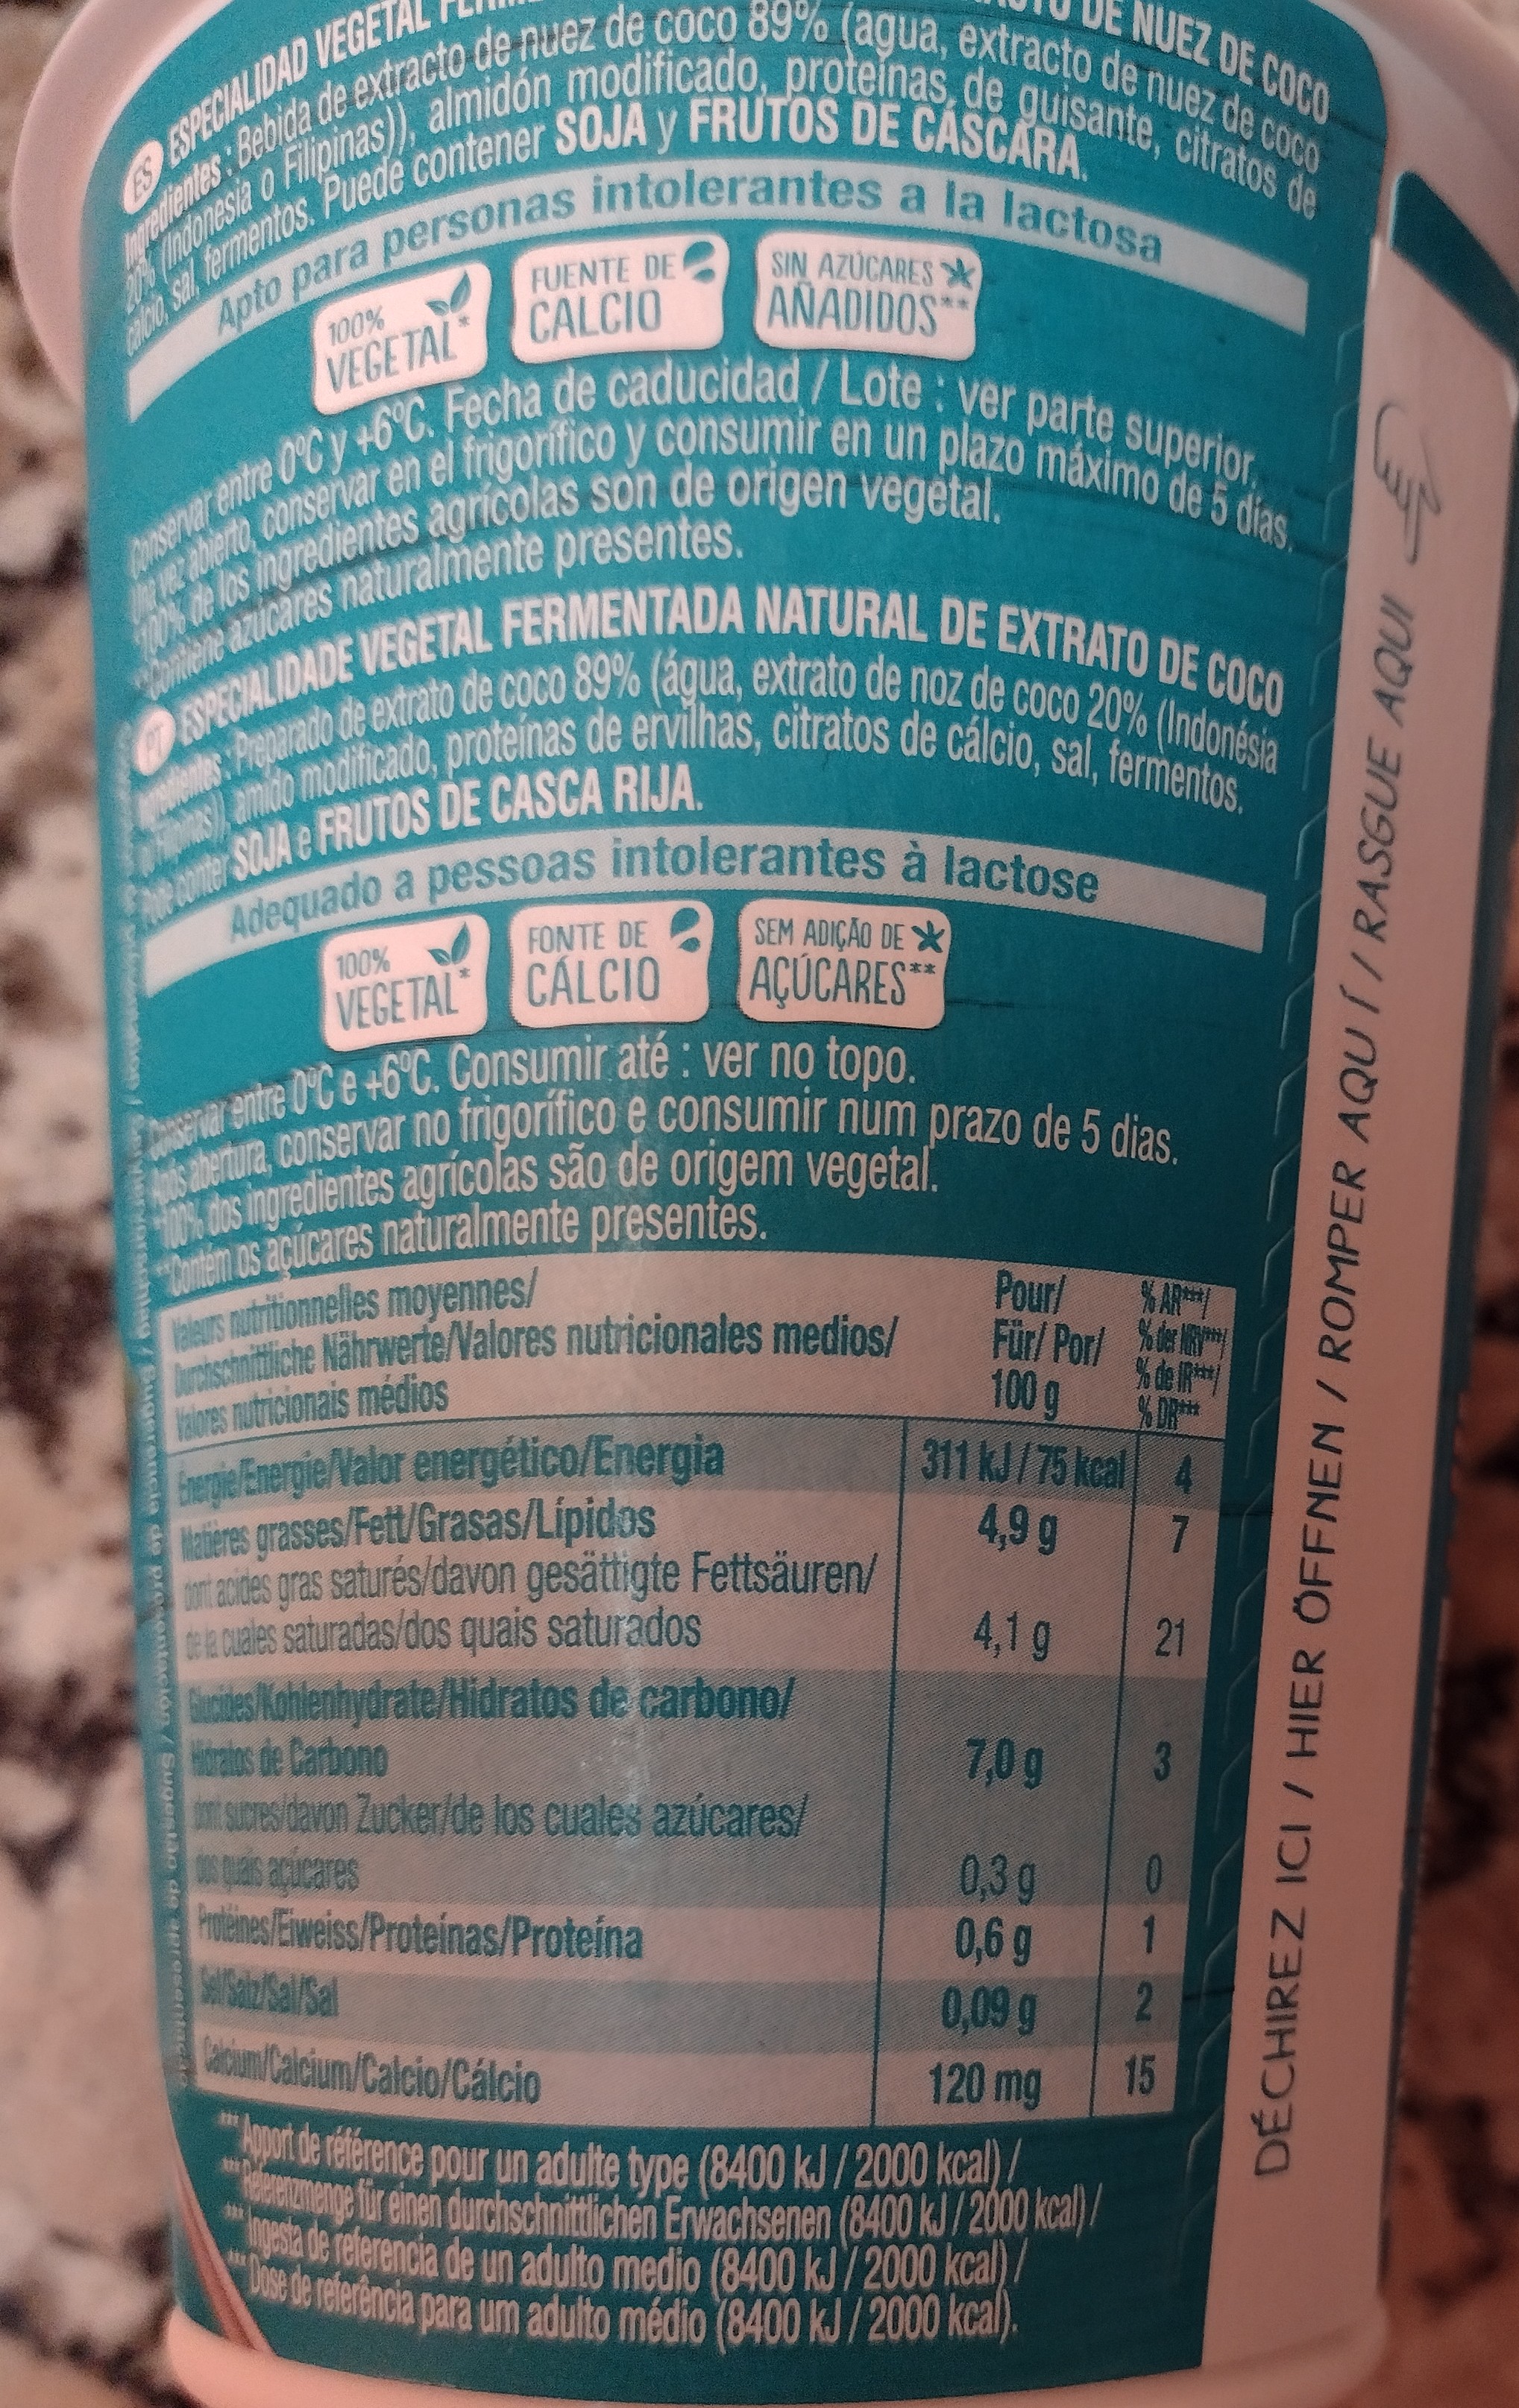 ES ESPECIALIDAD VEGETAL DE NUEZ DE COCO
Ingredientes : Bebida de extracto de nuez de coco 89% (agua, extracto de nuez de coco
20% (Indonesia o Filipinas)), almidón modificado, proteínas de guisante, citratos de
calcio, sal, fermentos. Puede contener SOJA y FRUTOS DE CÁSCARA.
Apto para personas intolerantes a la lactosa
100%
VEGETAL*
FUENTE DE
CALCIO
SIN AZÚCARES
AÑADIDOS**
Conservar entre 0°C y +6°C. Fecha de caducidad / Lote : ver parte superior.
Una vez abierto, conservar en el frigorífico y consumir en un plazo máximo de 5 días.
*100% de los ingredientes agrícolas son de origen vegetal.
**Contiene azúcares naturalmente presentes.
PT ESPECIALIDADE VEGETAL FERMENTADA NATURAL DE EXTRATO DE COCO
Ingredientes : Preparado de extrato de coco 89% (água, extrato de noz de coco 20% (Indonésia
o Filipinas)), amido modificado, proteínas de ervilhas, citratos de cálcio, sal, fermentos.
Pode conter SOJA e FRUTOS DE CASCA RIJA.
Adequado a pessoas intolerantes à lactose
100%
VEGETAL*
FONTE DE
CÁLCIO
SEM ADIÇÃO DE
AÇÚCARES**
Conservar entre 0°C e +6°C. Consumir até : ver no topo.
Após abertura, conservar no frigorífico e consumir num prazo de 5 dias.
*100% dos ingredientes agrícolas são de origem vegetal.
**Contém os açúcares naturalmente presentes.
Valeurs nutritionnelles moyennes/
Durchschnittliche Nährwerte/Valores nutricionales medios/
Valores nutricionais médios
Pour/
Für/ Por/
100 g
% AR***/
% der NRV***/
% de IR***/
% DR***
Energie/Energie/Valor energético/Energia 311 kJ / 75 kcal 4
Matières grasses/Fett/Grasas/Lípidos 4,9 g 7
dont acides gras saturés/davon gesättigte Fettsäuren/
de la cuales saturadas/dos quais saturados 4,1 g 21
Glucides/Kohlenhydrate/Hidratos de carbono/
Hidratos de Carbono 7,0 g 3
dont sucres/davon Zucker/de los cuales azúcares/
dos quais açúcares 0,3 g 0
Protéines/Eiweiss/Proteínas/Proteína 0,6 g 1
Sel/Salz/Sal/Sal 0,09 g 2
Calcium/Calcium/Calcio/Cálcio 120 mg 15
***Apport de référence pour un adulte type (8400 kJ / 2000 kcal) /
***Referenzmenge für einen durchschnittlichen Erwachsenen (8400 kJ / 2000 kcal) /
***Ingesta de referencia de un adulto medio (8400 kJ / 2000 kcal) /
***Dose de referência para um adulto médio (8400 kJ / 2000 kcal).
DÉCHIREZ ICI / HIER ÖFFNEN / ROMPER AQUÍ / RASGUE AQUI